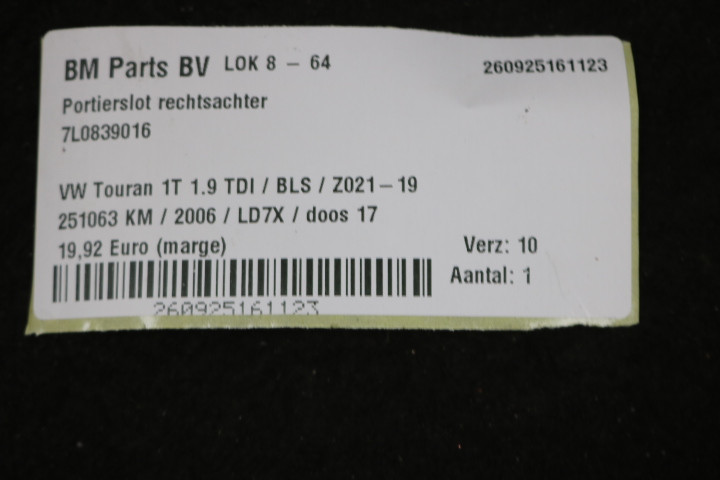 BM Parts BV LOK 8 - 64 260925161123
Portierslot rechtsachter
7L0839016
VW Touran 1T 1.9 TDI / BLS / Z021-19
251063 KM / 2006 / LD7X / doos 17
19,92 Euro (marge) Verz: 10
Aantal: 1
260925161123